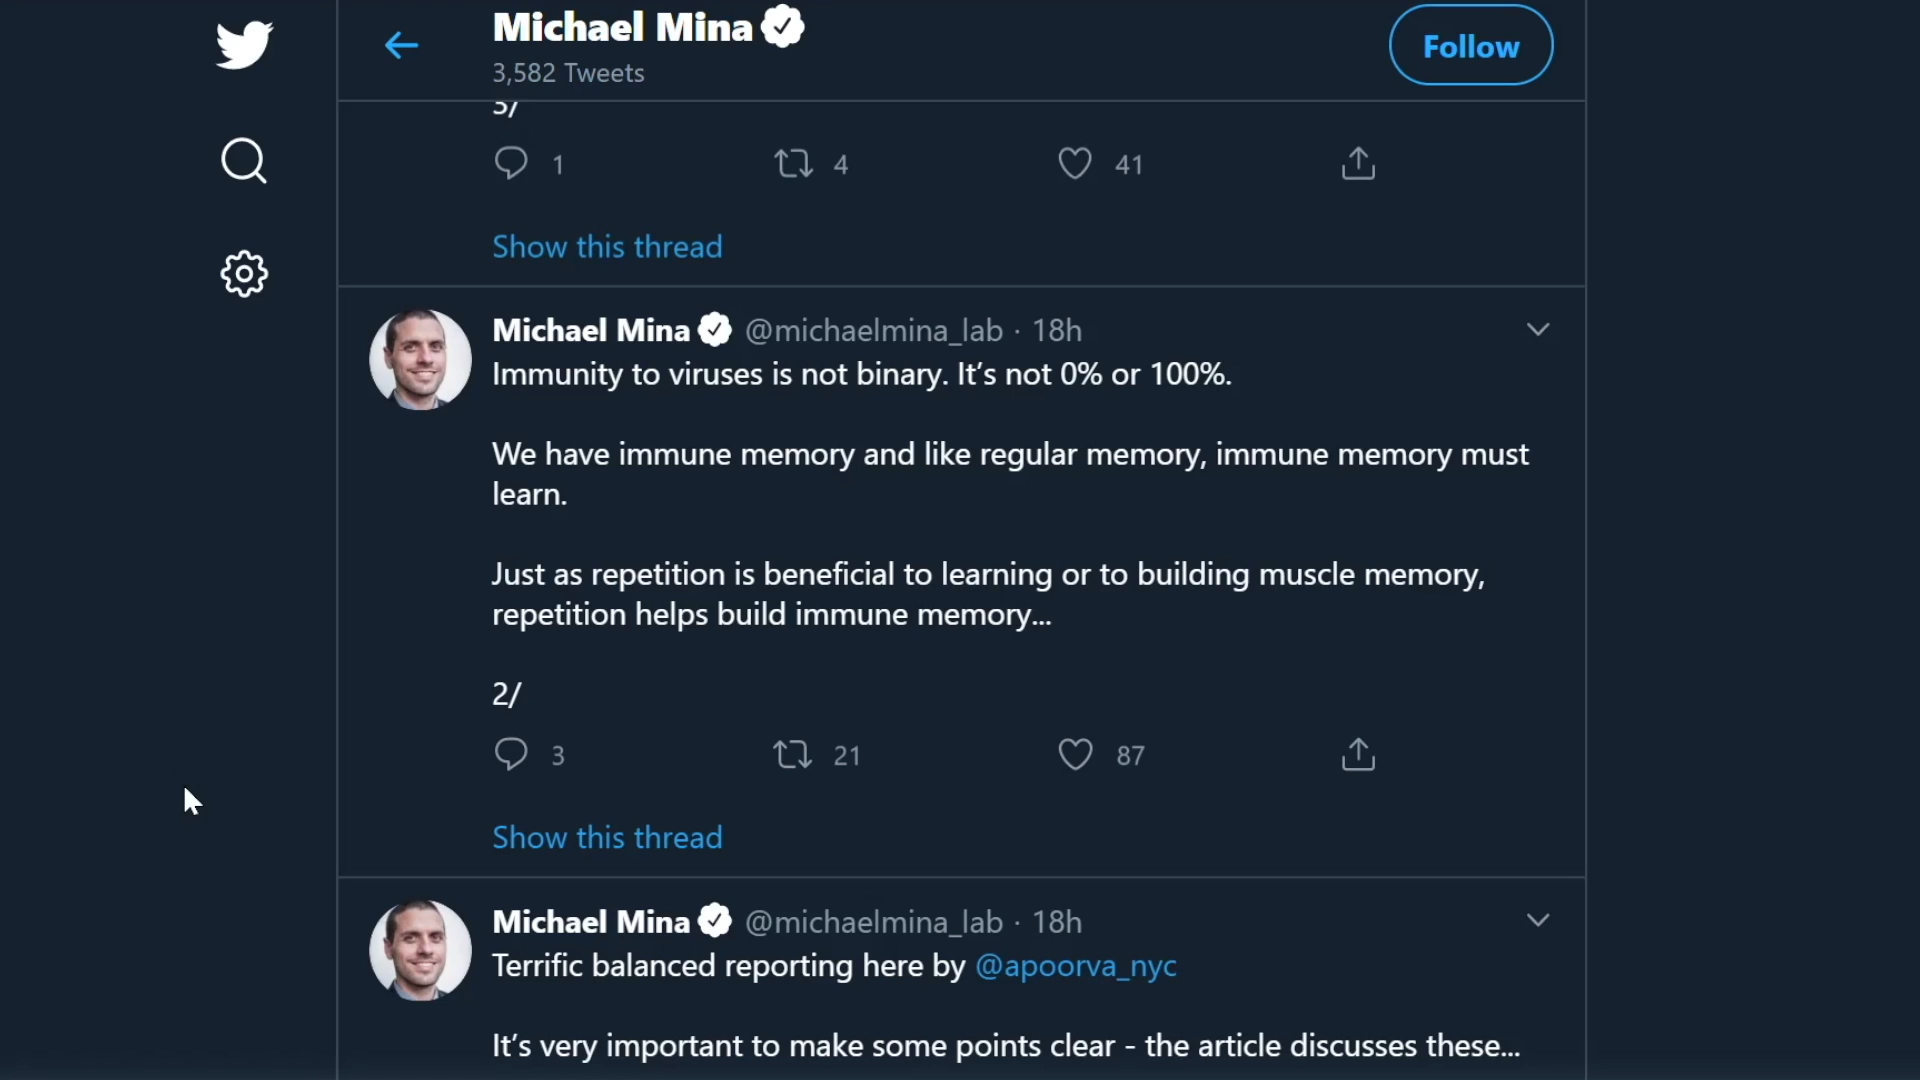 Michael Mina
3,582 Tweets
Follow
3/
1 4 41
Show this thread
Michael Mina @michaelmina_lab · 18h
Immunity to viruses is not binary. It's not 0% or 100%.
We have immune memory and like regular memory, immune memory must
learn.
Just as repetition is beneficial to learning or to building muscle memory,
repetition helps build immune memory...
2/
3 21 87
Show this thread
Michael Mina @michaelmina_lab · 18h
Terrific balanced reporting here by @apoorva_nyc
It's very important to make some points clear - the article discusses these...